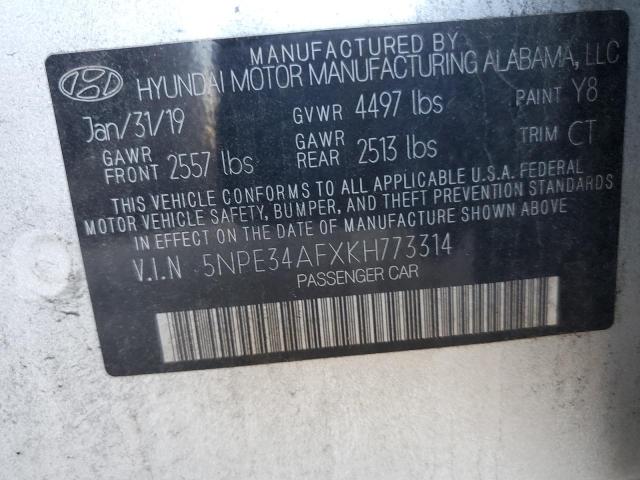 MANUFACTURED BY
HYUNDAI MOTOR MANUFACTURING ALABAMA, LLC
Jan/31/19 GVWR 4497 lbs PAINT Y8
GAWR FRONT 2557 lbs GAWR REAR 2513 lbs TRIM CT
THIS VEHICLE CONFORMS TO ALL APPLICABLE U.S.A. FEDERAL
MOTOR VEHICLE SAFETY, BUMPER, AND THEFT PREVENTION STANDARDS
IN EFFECT ON THE DATE OF MANUFACTURE SHOWN ABOVE
V.I.N 5NPE34AFXKH773314
PASSENGER CAR